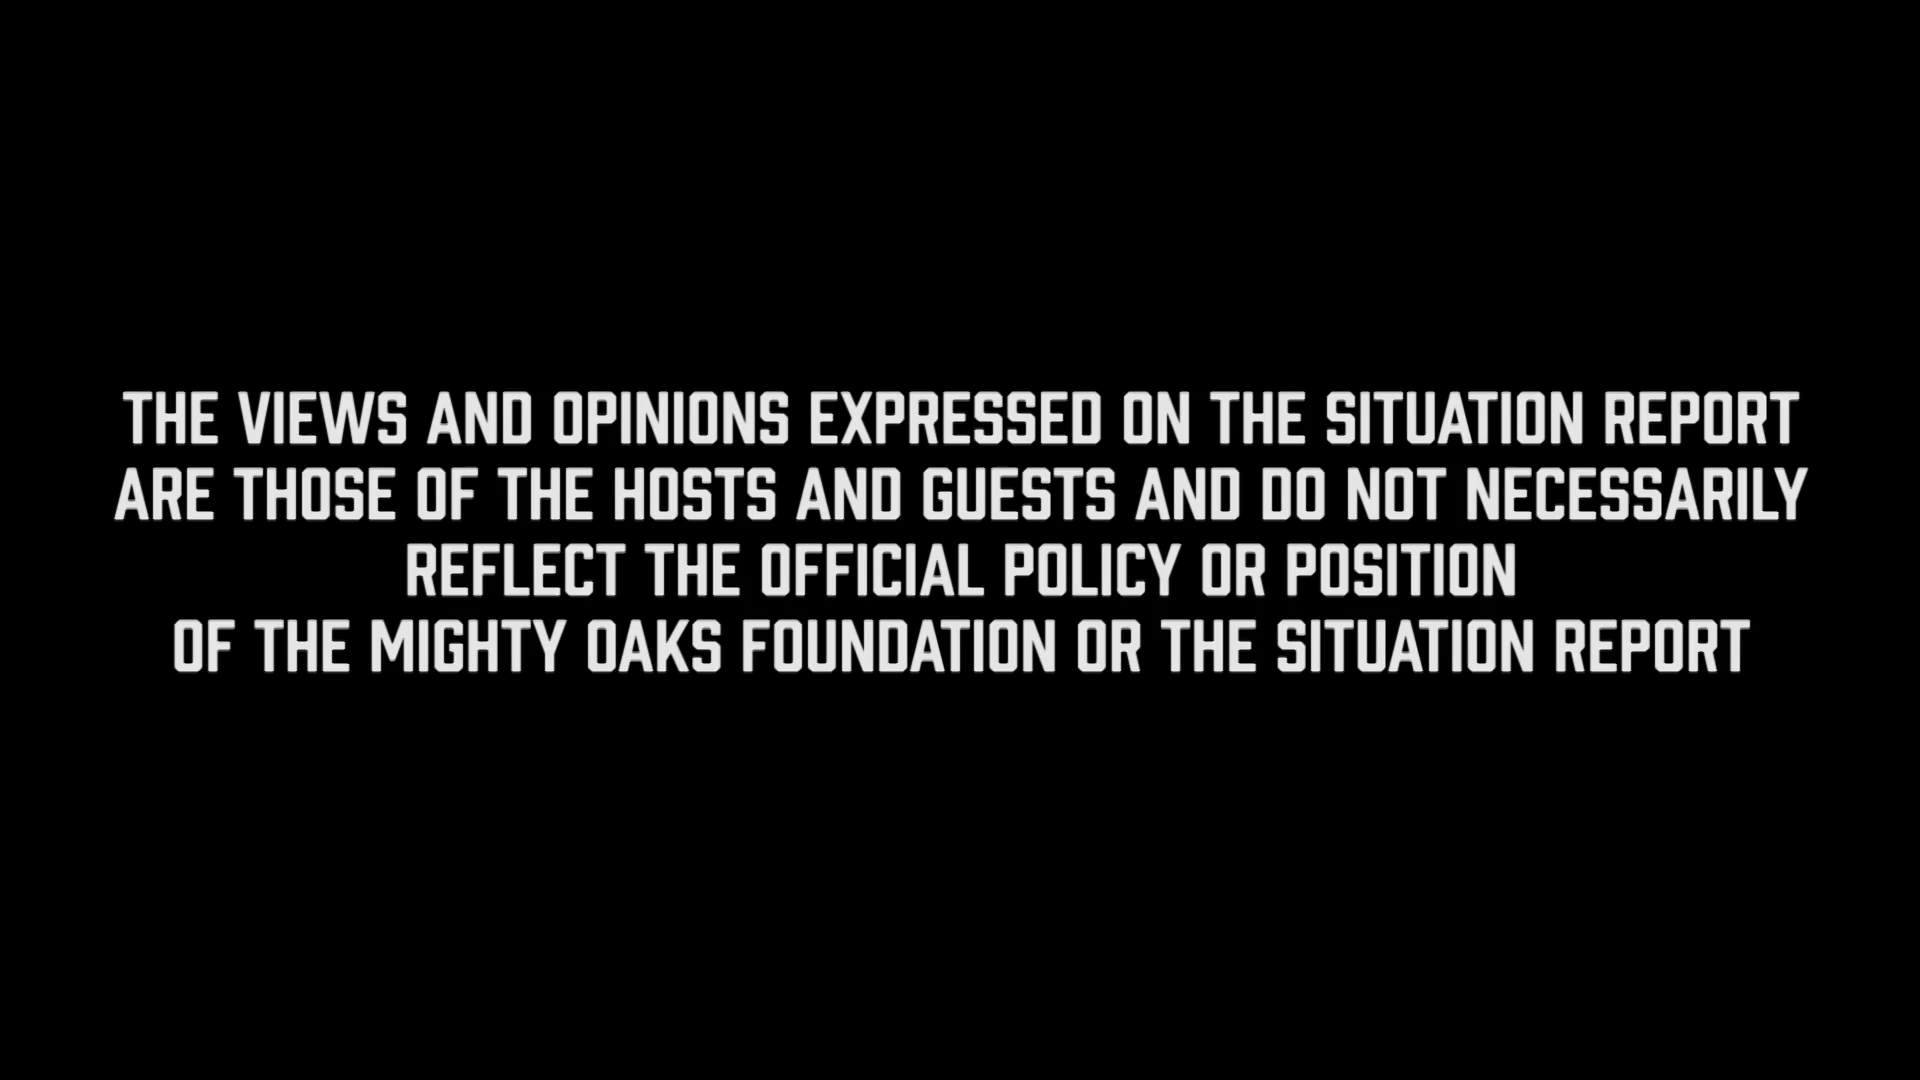 THE VIEWS AND OPINIONS EXPRESSED ON THE SITUATION REPORT
ARE THOSE OF THE HOSTS AND GUESTS AND DO NOT NECESSARILY
REFLECT THE OFFICIAL POLICY OR POSITION
OF THE MIGHTY OAKS FOUNDATION OR THE SITUATION REPORT